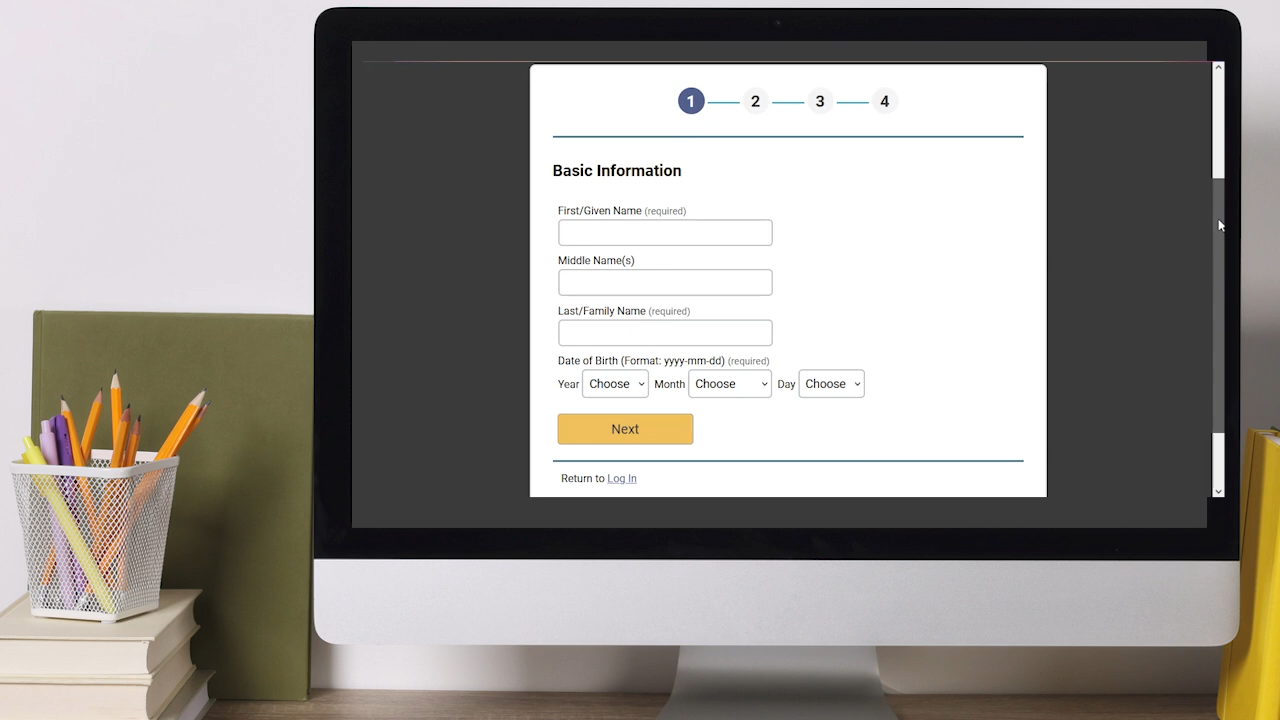 1 2 3 4
Basic Information
First/Given Name (required)
Middle Name(s)
Last/Family Name (required)
Date of Birth (Format: yyyy-mm-dd) (required)
Year Choose Month Choose Day Choose
Next
Return to Log In